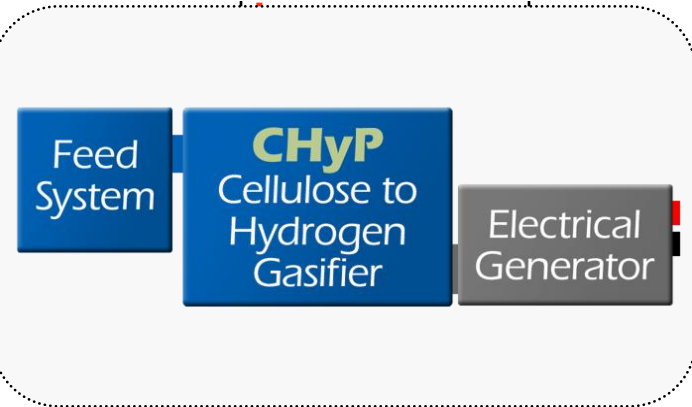 Feed
System
CHyP
Cellulose to
Hydrogen
Gasifier
Electrical
Generator